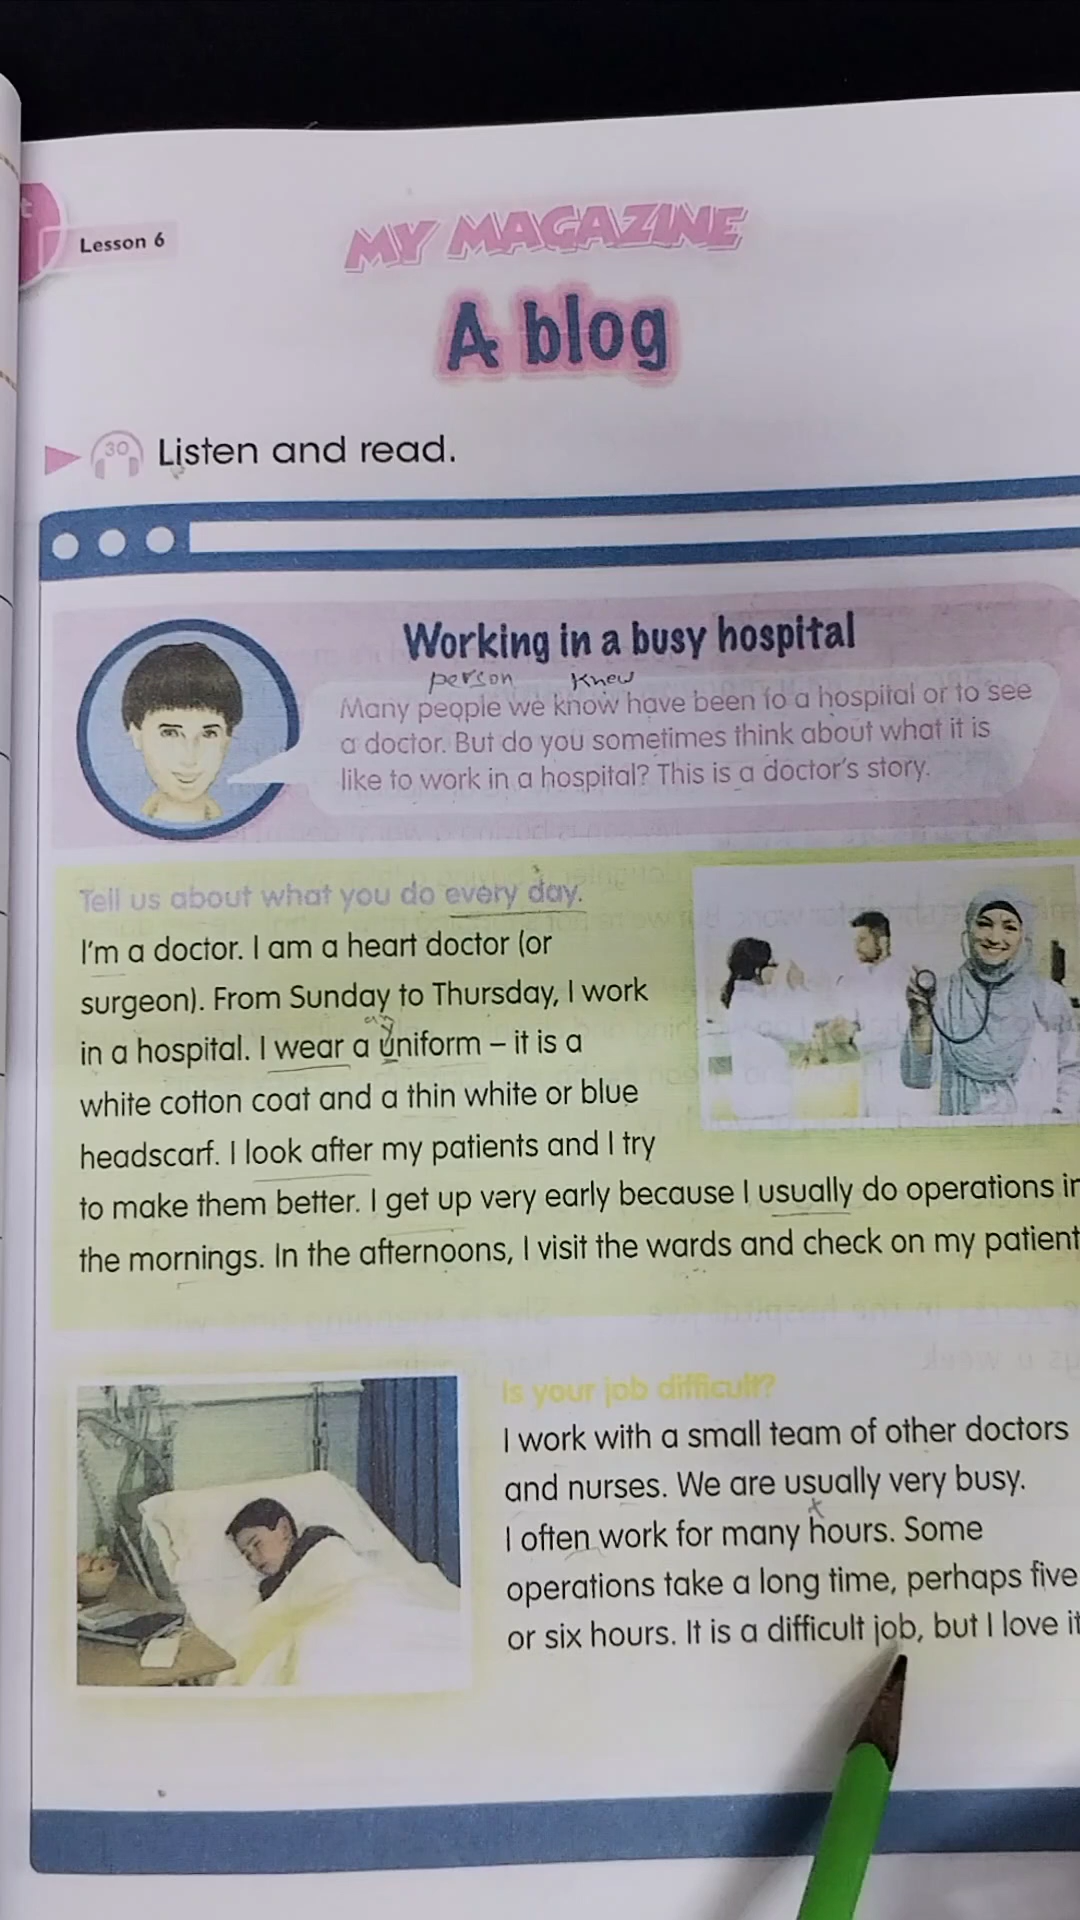 Lesson 6
MY MAGAZINE
A blog
30 Listen and read.
Working in a busy hospital
person knew
Many people we know have been to a hospital or to see
a doctor. But do you sometimes think about what it is
like to work in a hospital? This is a doctor's story.
Tell us about what you do every day.
I'm a doctor. I am a heart doctor (or
surgeon). From Sunday to Thursday, I work
in a hospital. I wear a uniform – it is a
white cotton coat and a thin white or blue
headscarf. I look after my patients and I try
to make them better. I get up very early because I usually do operations in
the mornings. In the afternoons, I visit the wards and check on my patient
Is your job difficult?
I work with a small team of other doctors
and nurses. We are usually very busy.
I often work for many hours. Some
operations take a long time, perhaps five
or six hours. It is a difficult job, but I love it